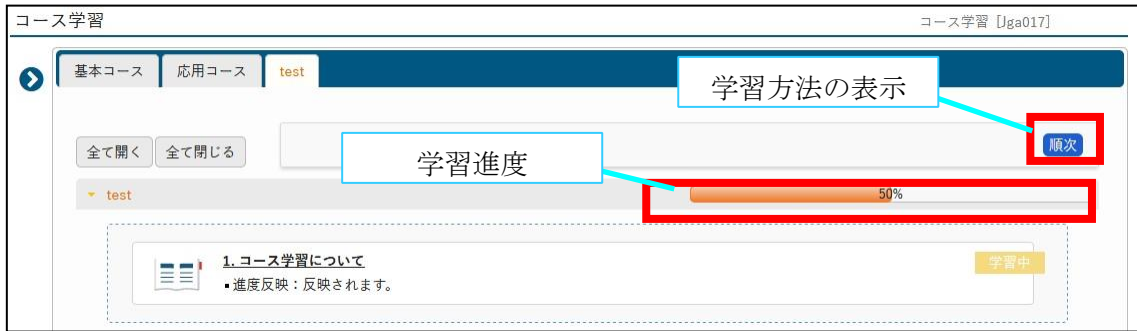 コース学習
コース学習 [Jga017]
基本コース
応用コース
test
学習方法の表示
全て開く
全て閉じる
学習進度
順次
test
50%
1. コース学習について
▪進度反映：反映されます。
学習中